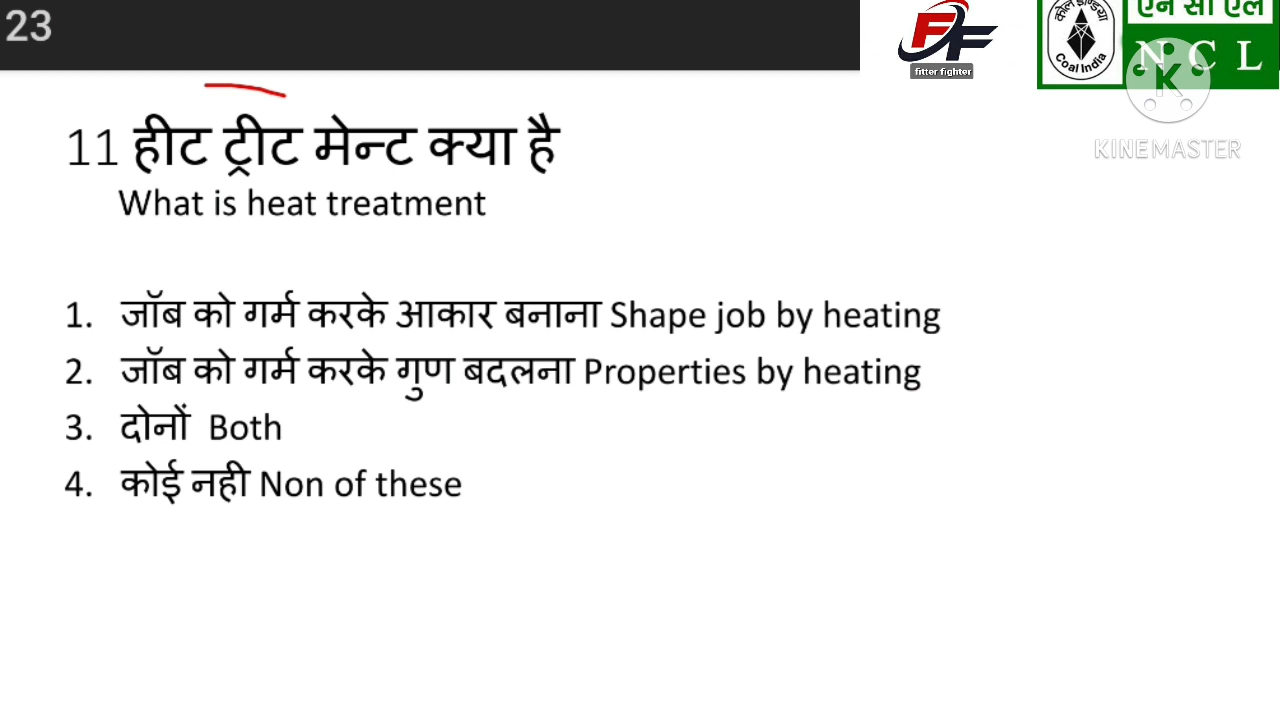 23
fitter fighter
कोल इण्डिया
Coal India
एन सी एल
N C L
K
KINEMASTER
11 हीट ट्रीट मेन्ट क्या है
What is heat treatment
1. जॉब को गर्म करके आकार बनाना Shape job by heating
2. जॉब को गर्म करके गुण बदलना Properties by heating
3. दोनों Both
4. कोई नही Non of these